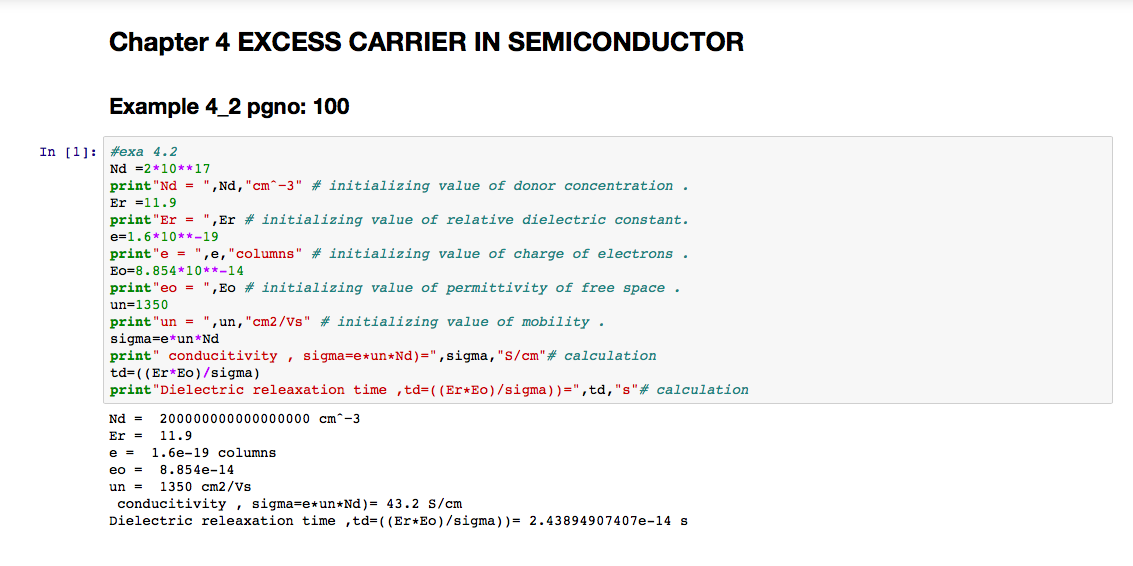 Chapter 4 EXCESS CARRIER IN SEMICONDUCTOR
Example 4_2 pgno: 100
In [1]: #exa 4.2
Nd =2*10**17
print"Nd = ",Nd,"cm^-3" # initializing value of donor concentration .
Er =11.9
print"Er = ",Er # initializing value of relative dielectric constant.
e=1.6*10**-19
print"e = ",e,"columns" # initializing value of charge of electrons .
Eo=8.854*10**-14
print"eo = ",Eo # initializing value of permittivity of free space .
un=1350
print"un = ",un,"cm2/Vs" # initializing value of mobility .
sigma=e*un*Nd
print" conducitivity , sigma=e*un*Nd)=",sigma,"S/cm"# calculation
td=((Er*Eo)/sigma)
print"Dielectric releaxation time ,td=((Er*Eo)/sigma))=",td,"s"# calculation
Nd =  200000000000000000 cm^-3
Er =  11.9
e =  1.6e-19 columns
eo =  8.854e-14
un =  1350 cm2/Vs
 conducitivity , sigma=e*un*Nd)= 43.2 S/cm
Dielectric releaxation time ,td=((Er*Eo)/sigma))= 2.43894907407e-14 s